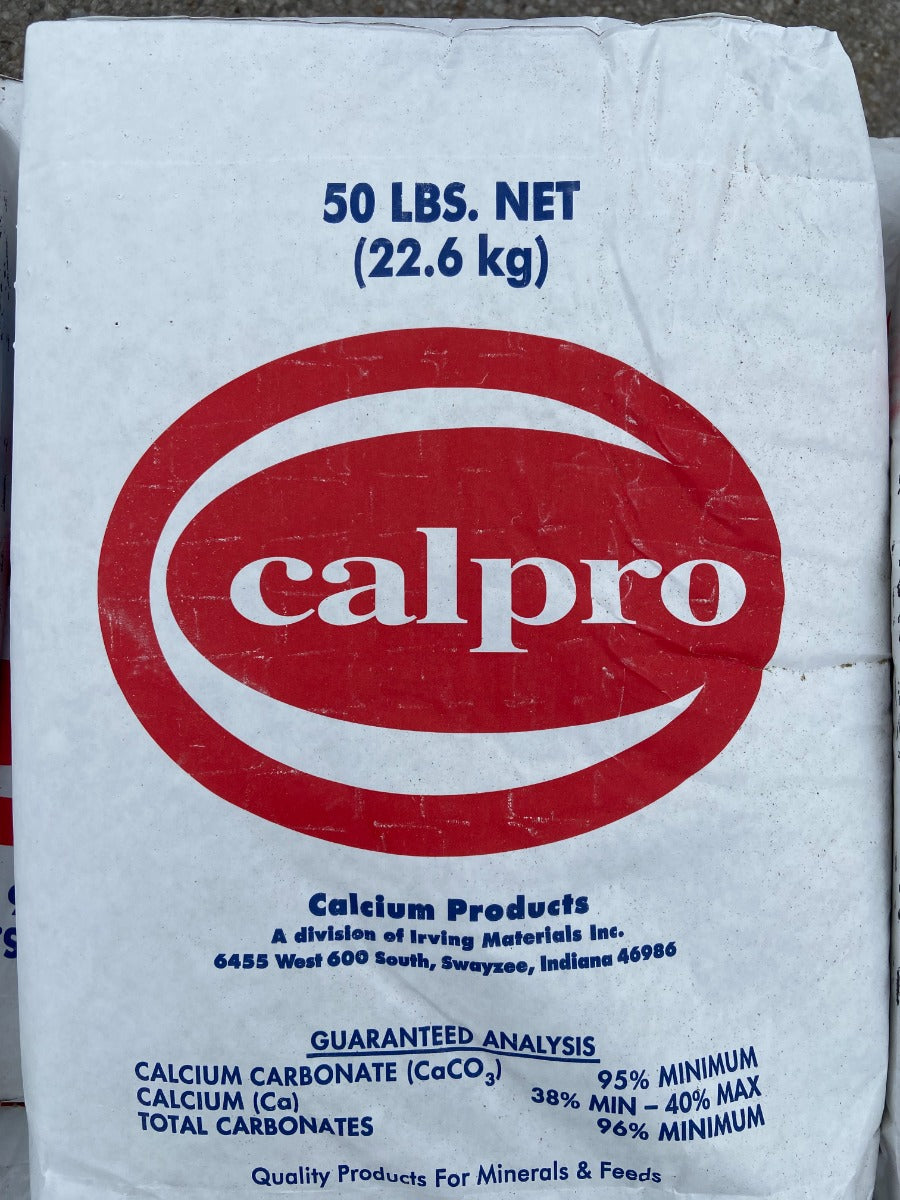 50 LBS. NET
(22.6 kg)
calpro
Calcium Products
A division of Irving Materials Inc.
6455 West 600 South, Swayzee, Indiana 46986
GUARANTEED ANALYSIS
CALCIUM CARBONATE (CaCO₃) 95% MINIMUM
CALCIUM (Ca) 38% MIN – 40% MAX
TOTAL CARBONATES 96% MINIMUM
Quality Products For Minerals & Feeds